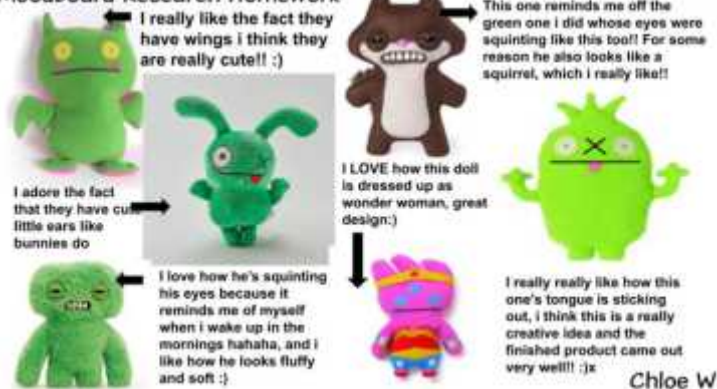 Moodboard Research Homework
I really like the fact they
have wings i think they
are really cute!! :)
This one reminds me off the
green one i did whose eyes were
squinting like this too!! For some
reason he also looks like a
squirrel, which i really like!!
I adore the fact
that they have cute
little ears like
bunnies do
I LOVE how this doll
is dressed up as
wonder woman, great
design:)
I love how he's squinting
his eyes because it
reminds me of myself
when i wake up in the
mornings hahaha, and i
like how he looks fluffy
and soft :)
I really really like how this
one's tongue is sticking
out, i think this is a really
creative idea and the
finished product came out
very well!! :)x
Chloe W